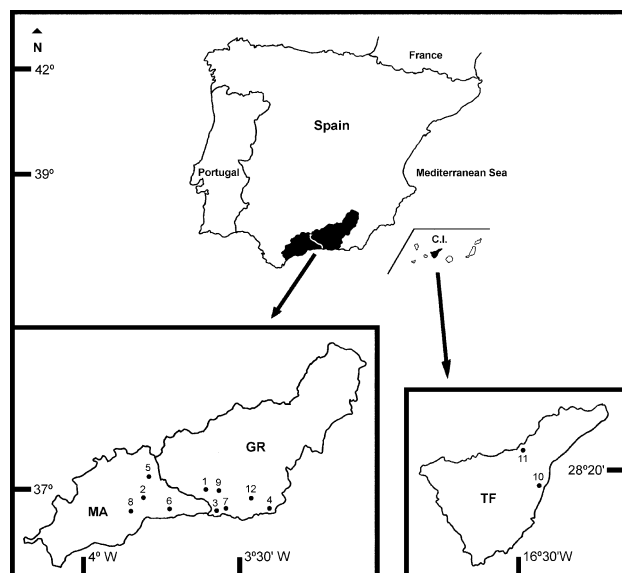 N
France
42º
Spain
39º
Portugal
Mediterranean Sea
C.I.
GR
5
1 9
37º
2
12
MA
8
6
3 7
4
4º W
3º30' W
11
28º20'
10
TF
16º30'W